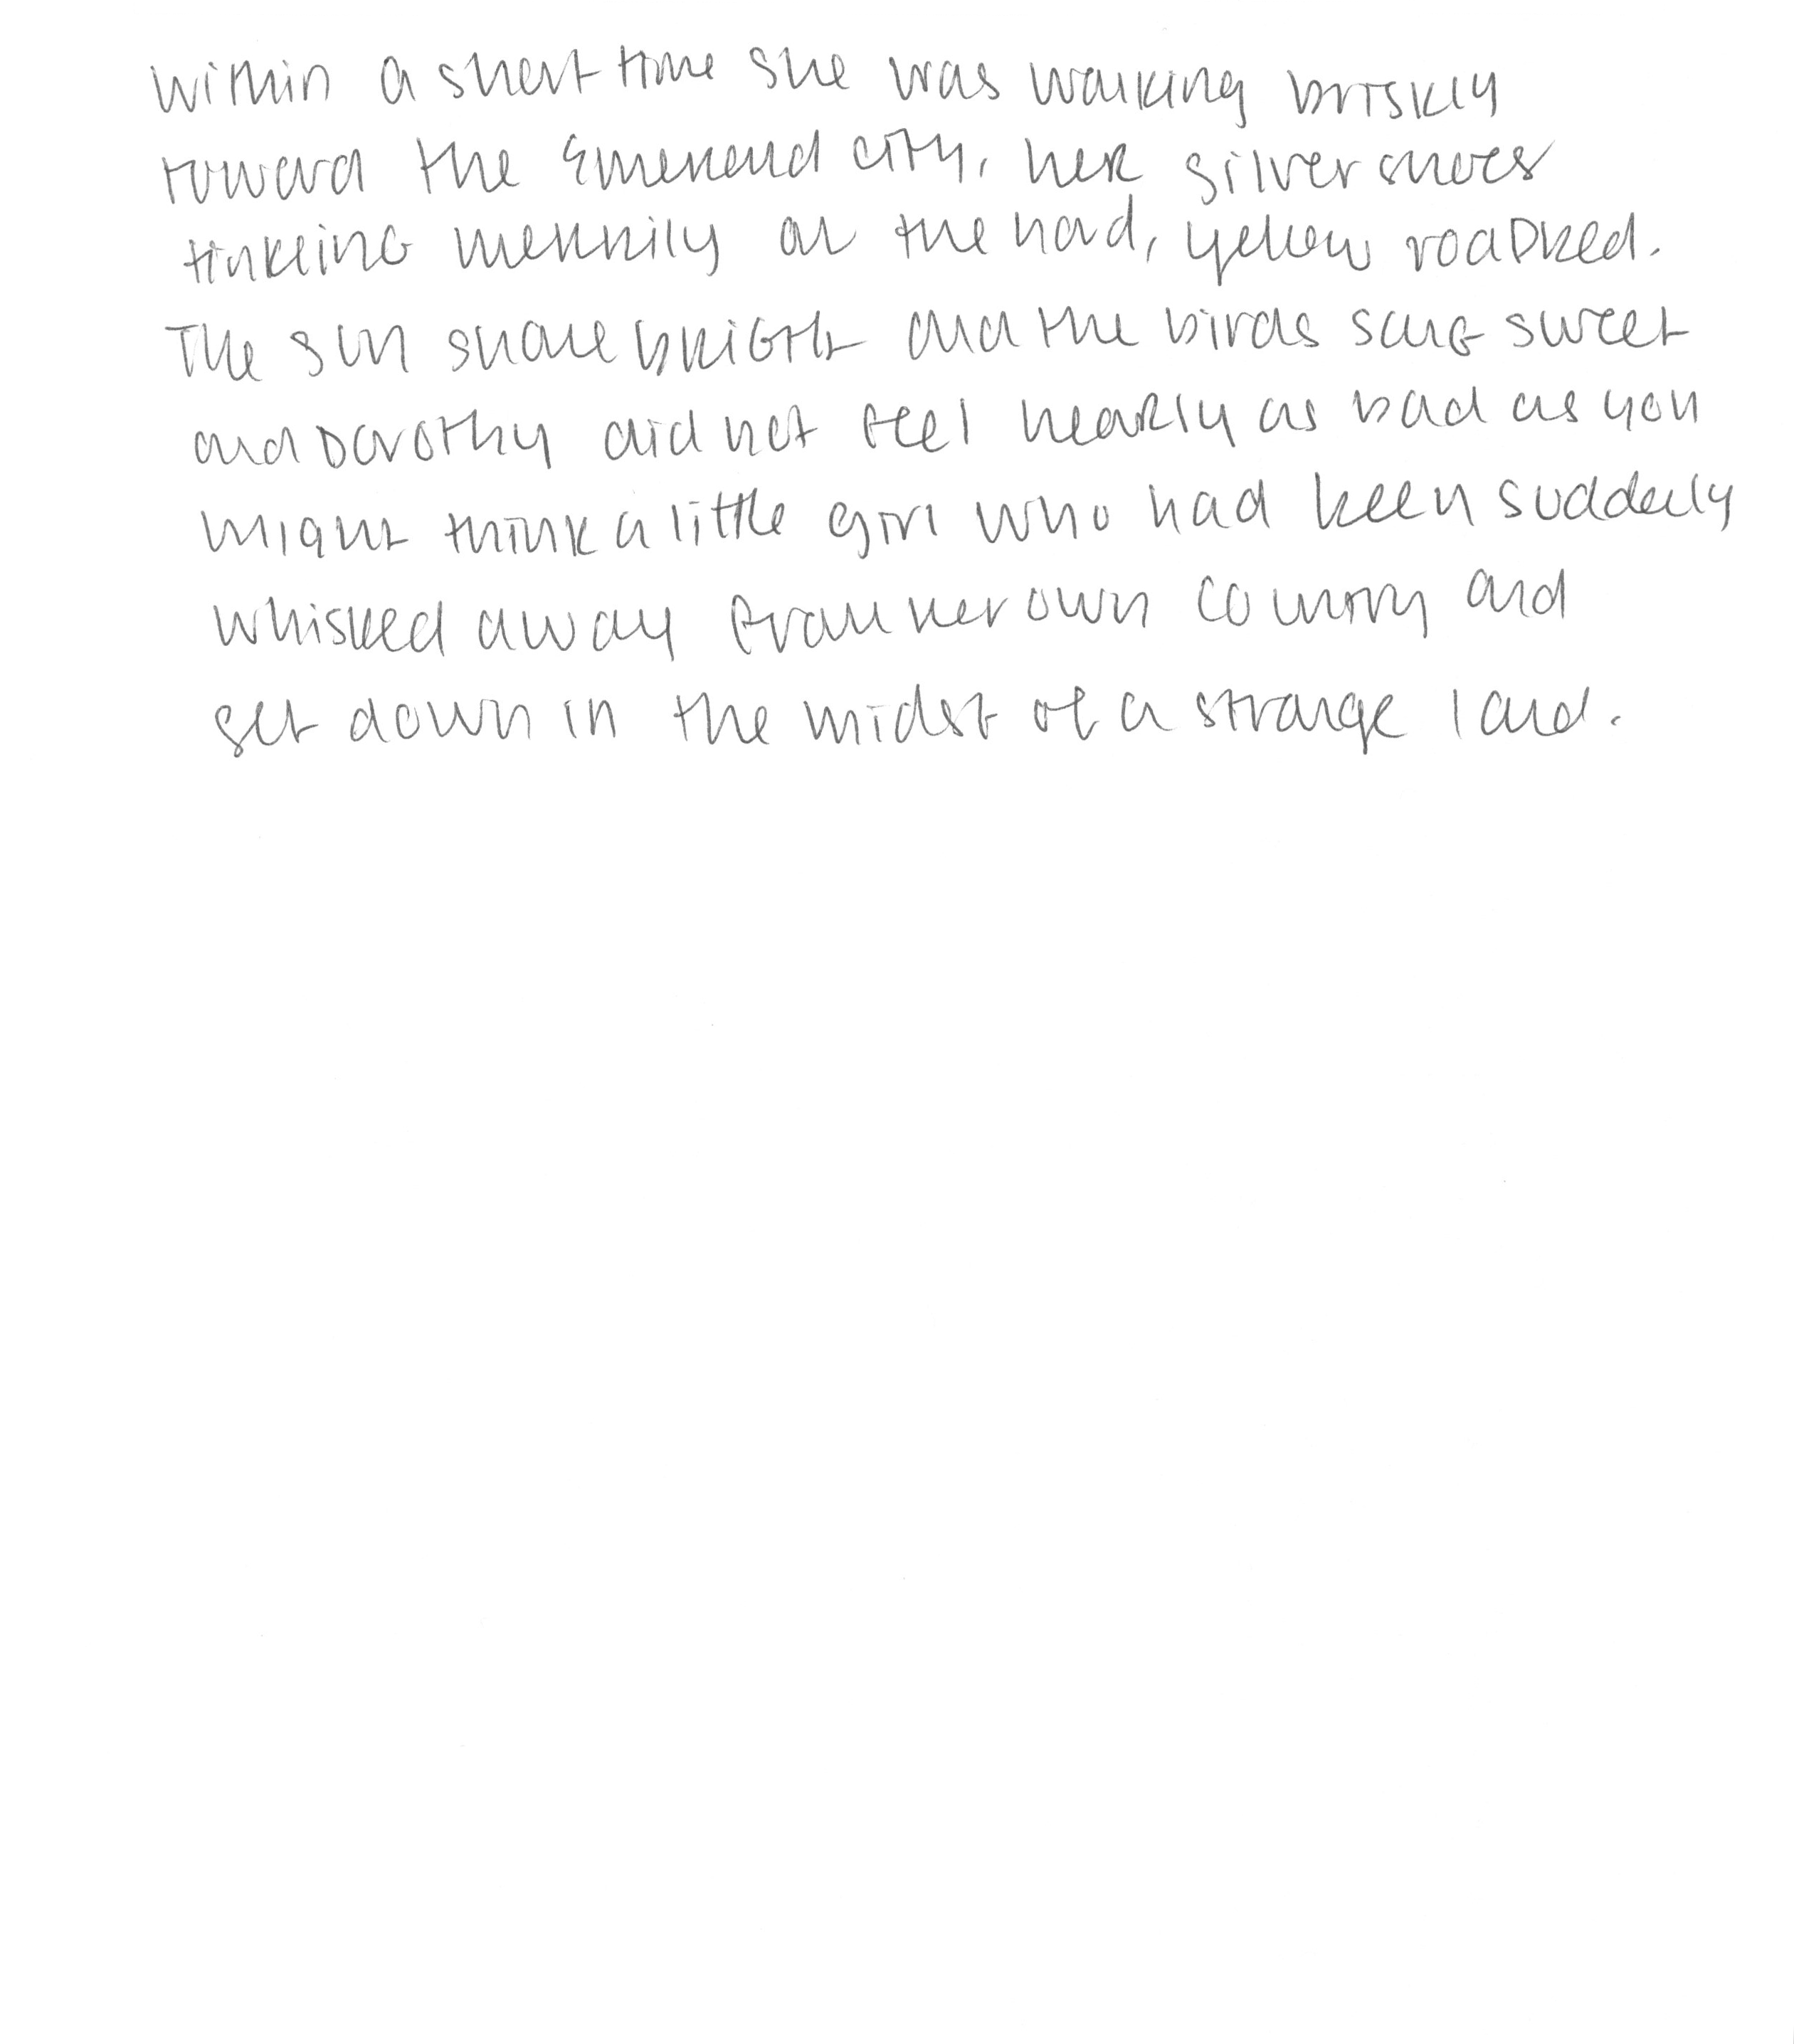 Within a short time she was walking briskly
toward the Emerald City, her silver shoes
tinkling merrily on the hard, yellow roadbed.
The sun shone bright and the birds sang sweet
and Dorothy did not feel nearly as bad as you
might think a little girl who had been suddenly
whisked away from her own country and
set down in the midst of a strange land.